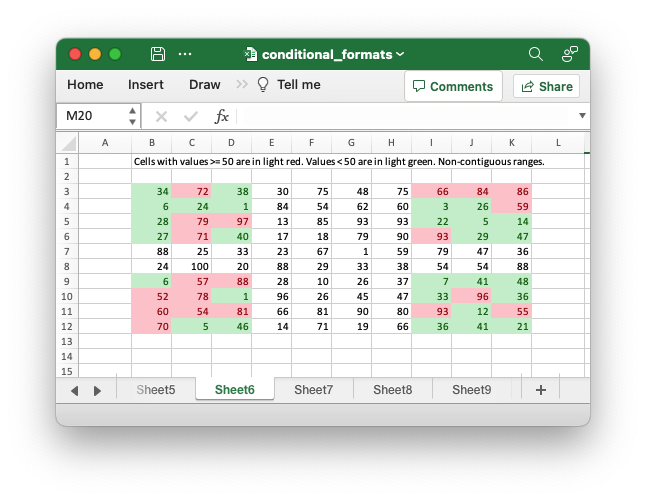 conditional_formats
Home Insert Draw Tell me Comments Share
M20 fx
A B C D E F G H I J K L
1 Cells with values >= 50 are in light red. Values < 50 are in light green. Non-contiguous ranges.
2
3 34 72 38 30 75 48 75 66 84 86
4 6 24 1 84 54 62 60 3 26 59
5 28 79 97 13 85 93 93 22 5 14
6 27 71 40 17 18 79 90 93 29 47
7 88 25 33 23 67 1 59 79 47 36
8 24 100 20 88 29 33 38 54 54 88
9 6 57 88 28 10 26 37 7 41 48
10 52 78 1 96 26 45 47 33 96 36
11 60 54 81 66 81 90 80 93 12 55
12 70 5 46 14 71 19 66 36 41 21
13
14
15
Sheet5 Sheet6 Sheet7 Sheet8 Sheet9 +